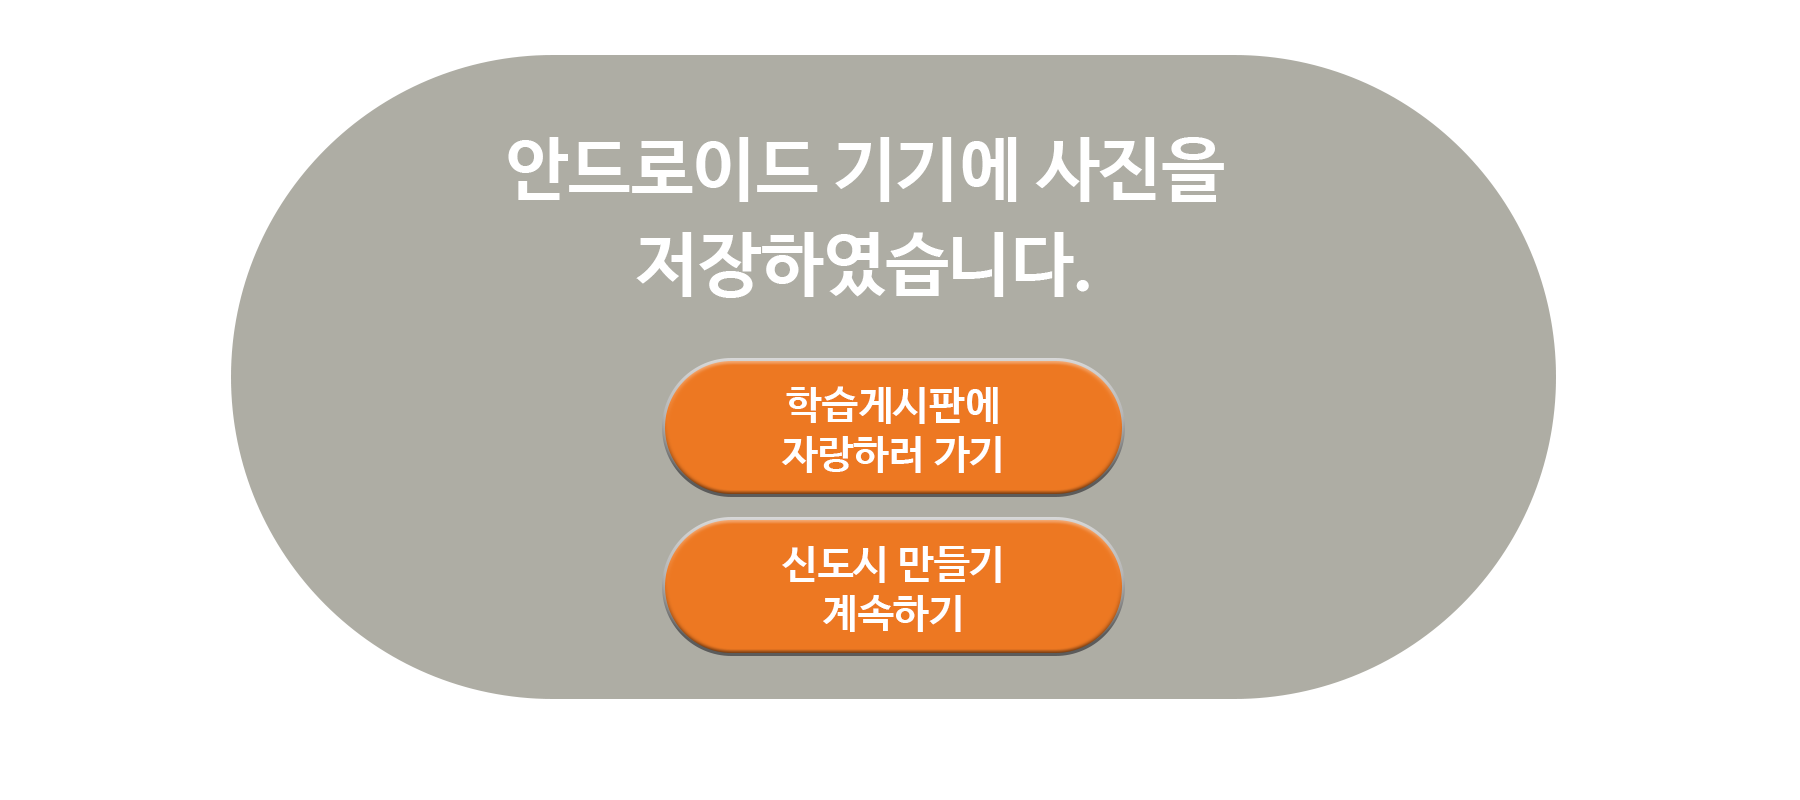 안드로이드 기기에 사진을
저장하였습니다.
학습게시판에
자랑하러 가기
신도시 만들기
계속하기